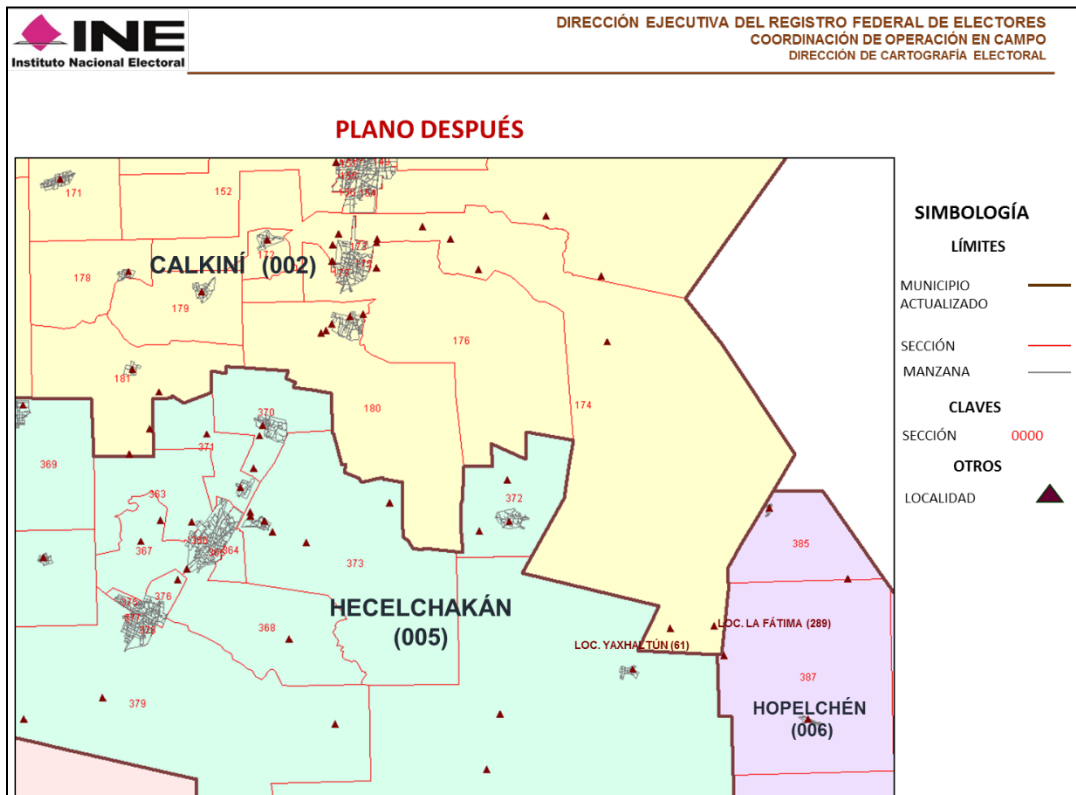 INE
Instituto Nacional Electoral
DIRECCIÓN EJECUTIVA DEL REGISTRO FEDERAL DE ELECTORES
COORDINACIÓN DE OPERACIÓN EN CAMPO
DIRECCIÓN DE CARTOGRAFÍA ELECTORAL
PLANO DESPUÉS
171
152
172
CALKINÍ (002)
178
179
176
181
180
174
370
371
369
372
363
385
367
364
373
376
HECELCHAKÁN
(005)
368
LOC. LA FÁTIMA (289)
LOC. YAXHALTÚN (61)
387
379
HOPELCHÉN
(006)
SIMBOLOGÍA
LÍMITES
MUNICIPIO
ACTUALIZADO
SECCIÓN
MANZANA
CLAVES
SECCIÓN 0000
OTROS
LOCALIDAD